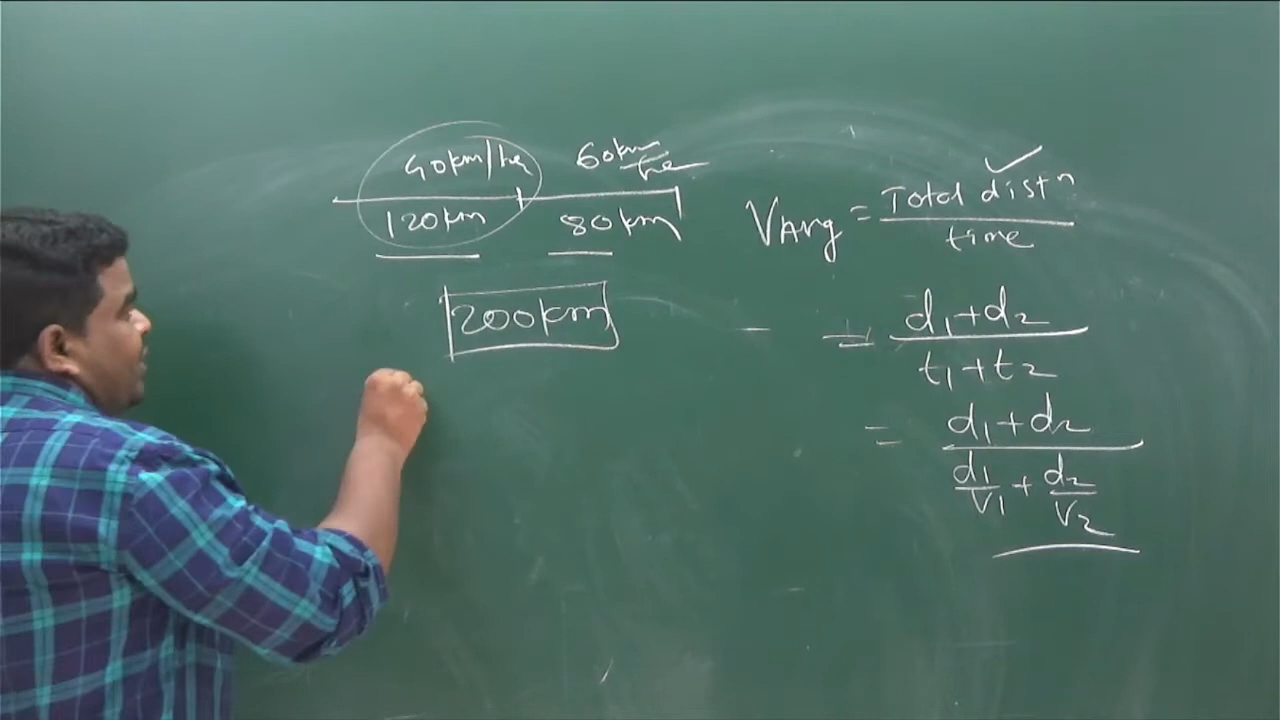 40km/hr 60km/hr
120km 80km
200km
VAvg = Total distⁿ / time
= d₁+d₂ / t₁+t₂
= d₁+d₂ / d₁/V₁ + d₂/V₂